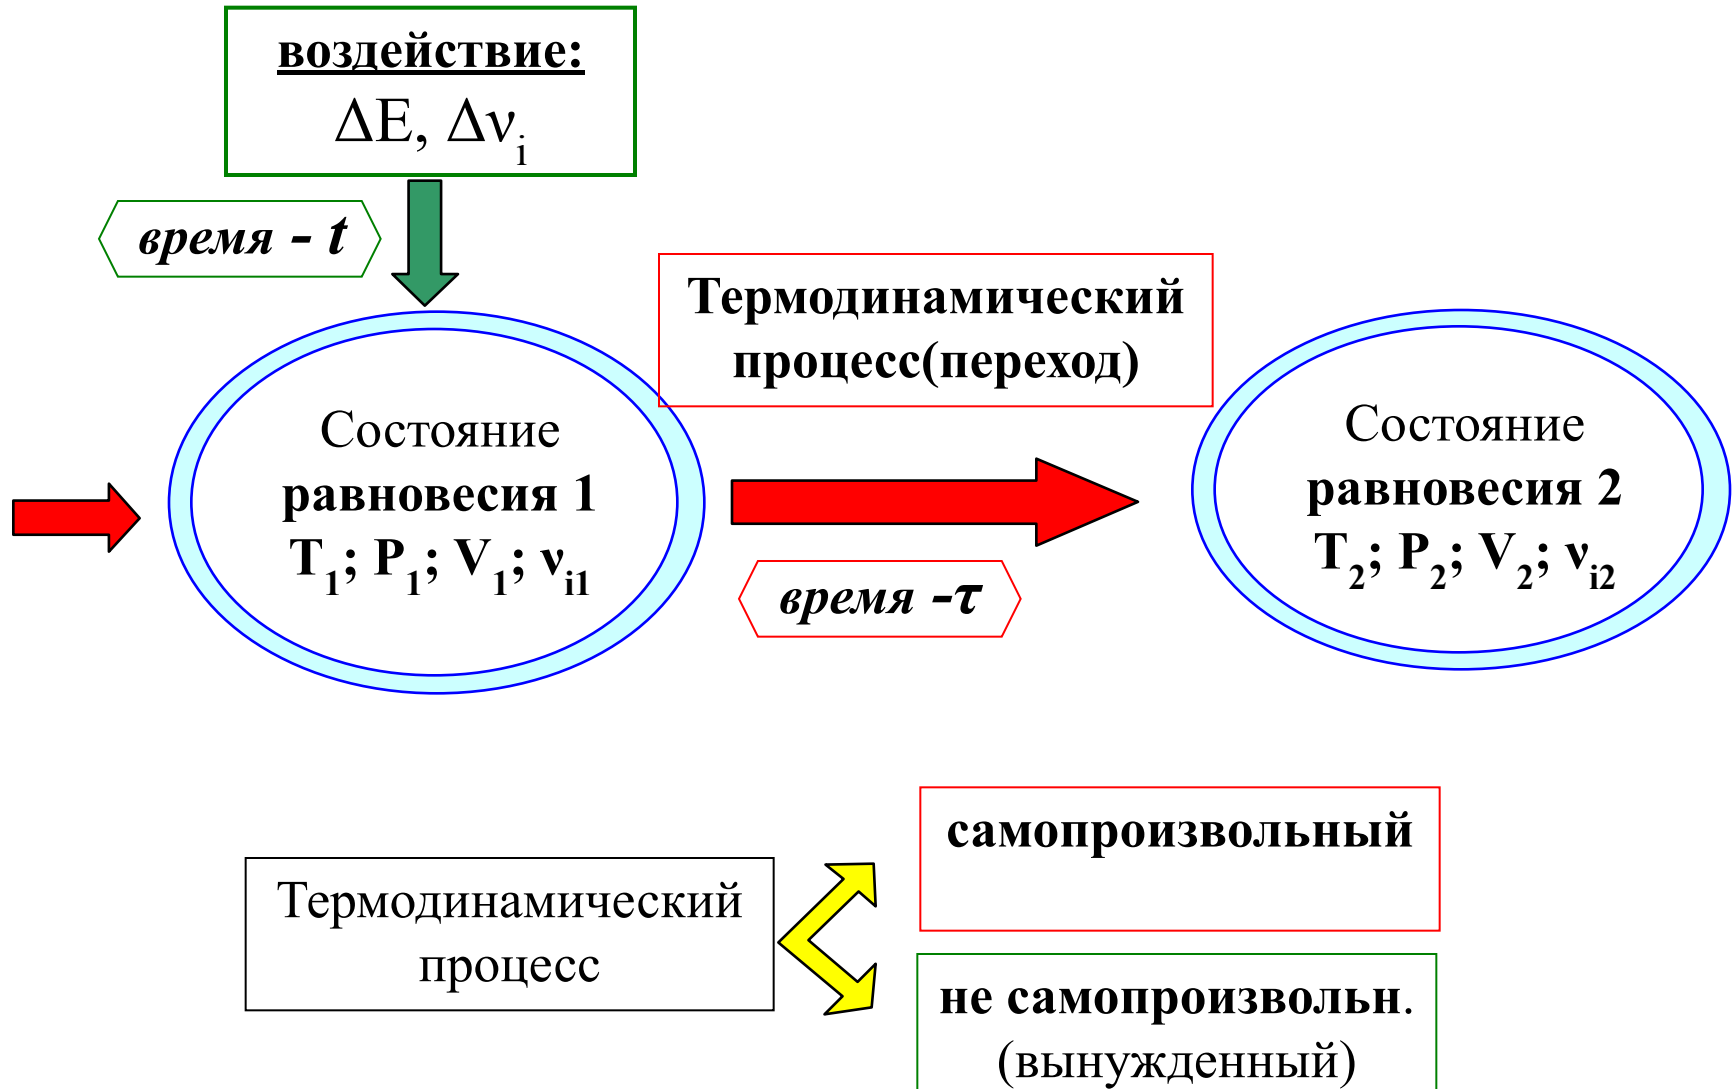 воздействие:
ΔE, Δνᵢ
время - t
Термодинамический
процесс(переход)
Состояние
равновесия 1
T₁; P₁; V₁; νᵢ₁
Состояние
равновесия 2
T₂; P₂; V₂; νᵢ₂
время -τ
самопроизвольный
Термодинамический
процесс
не самопроизвольн.
(вынужденный)